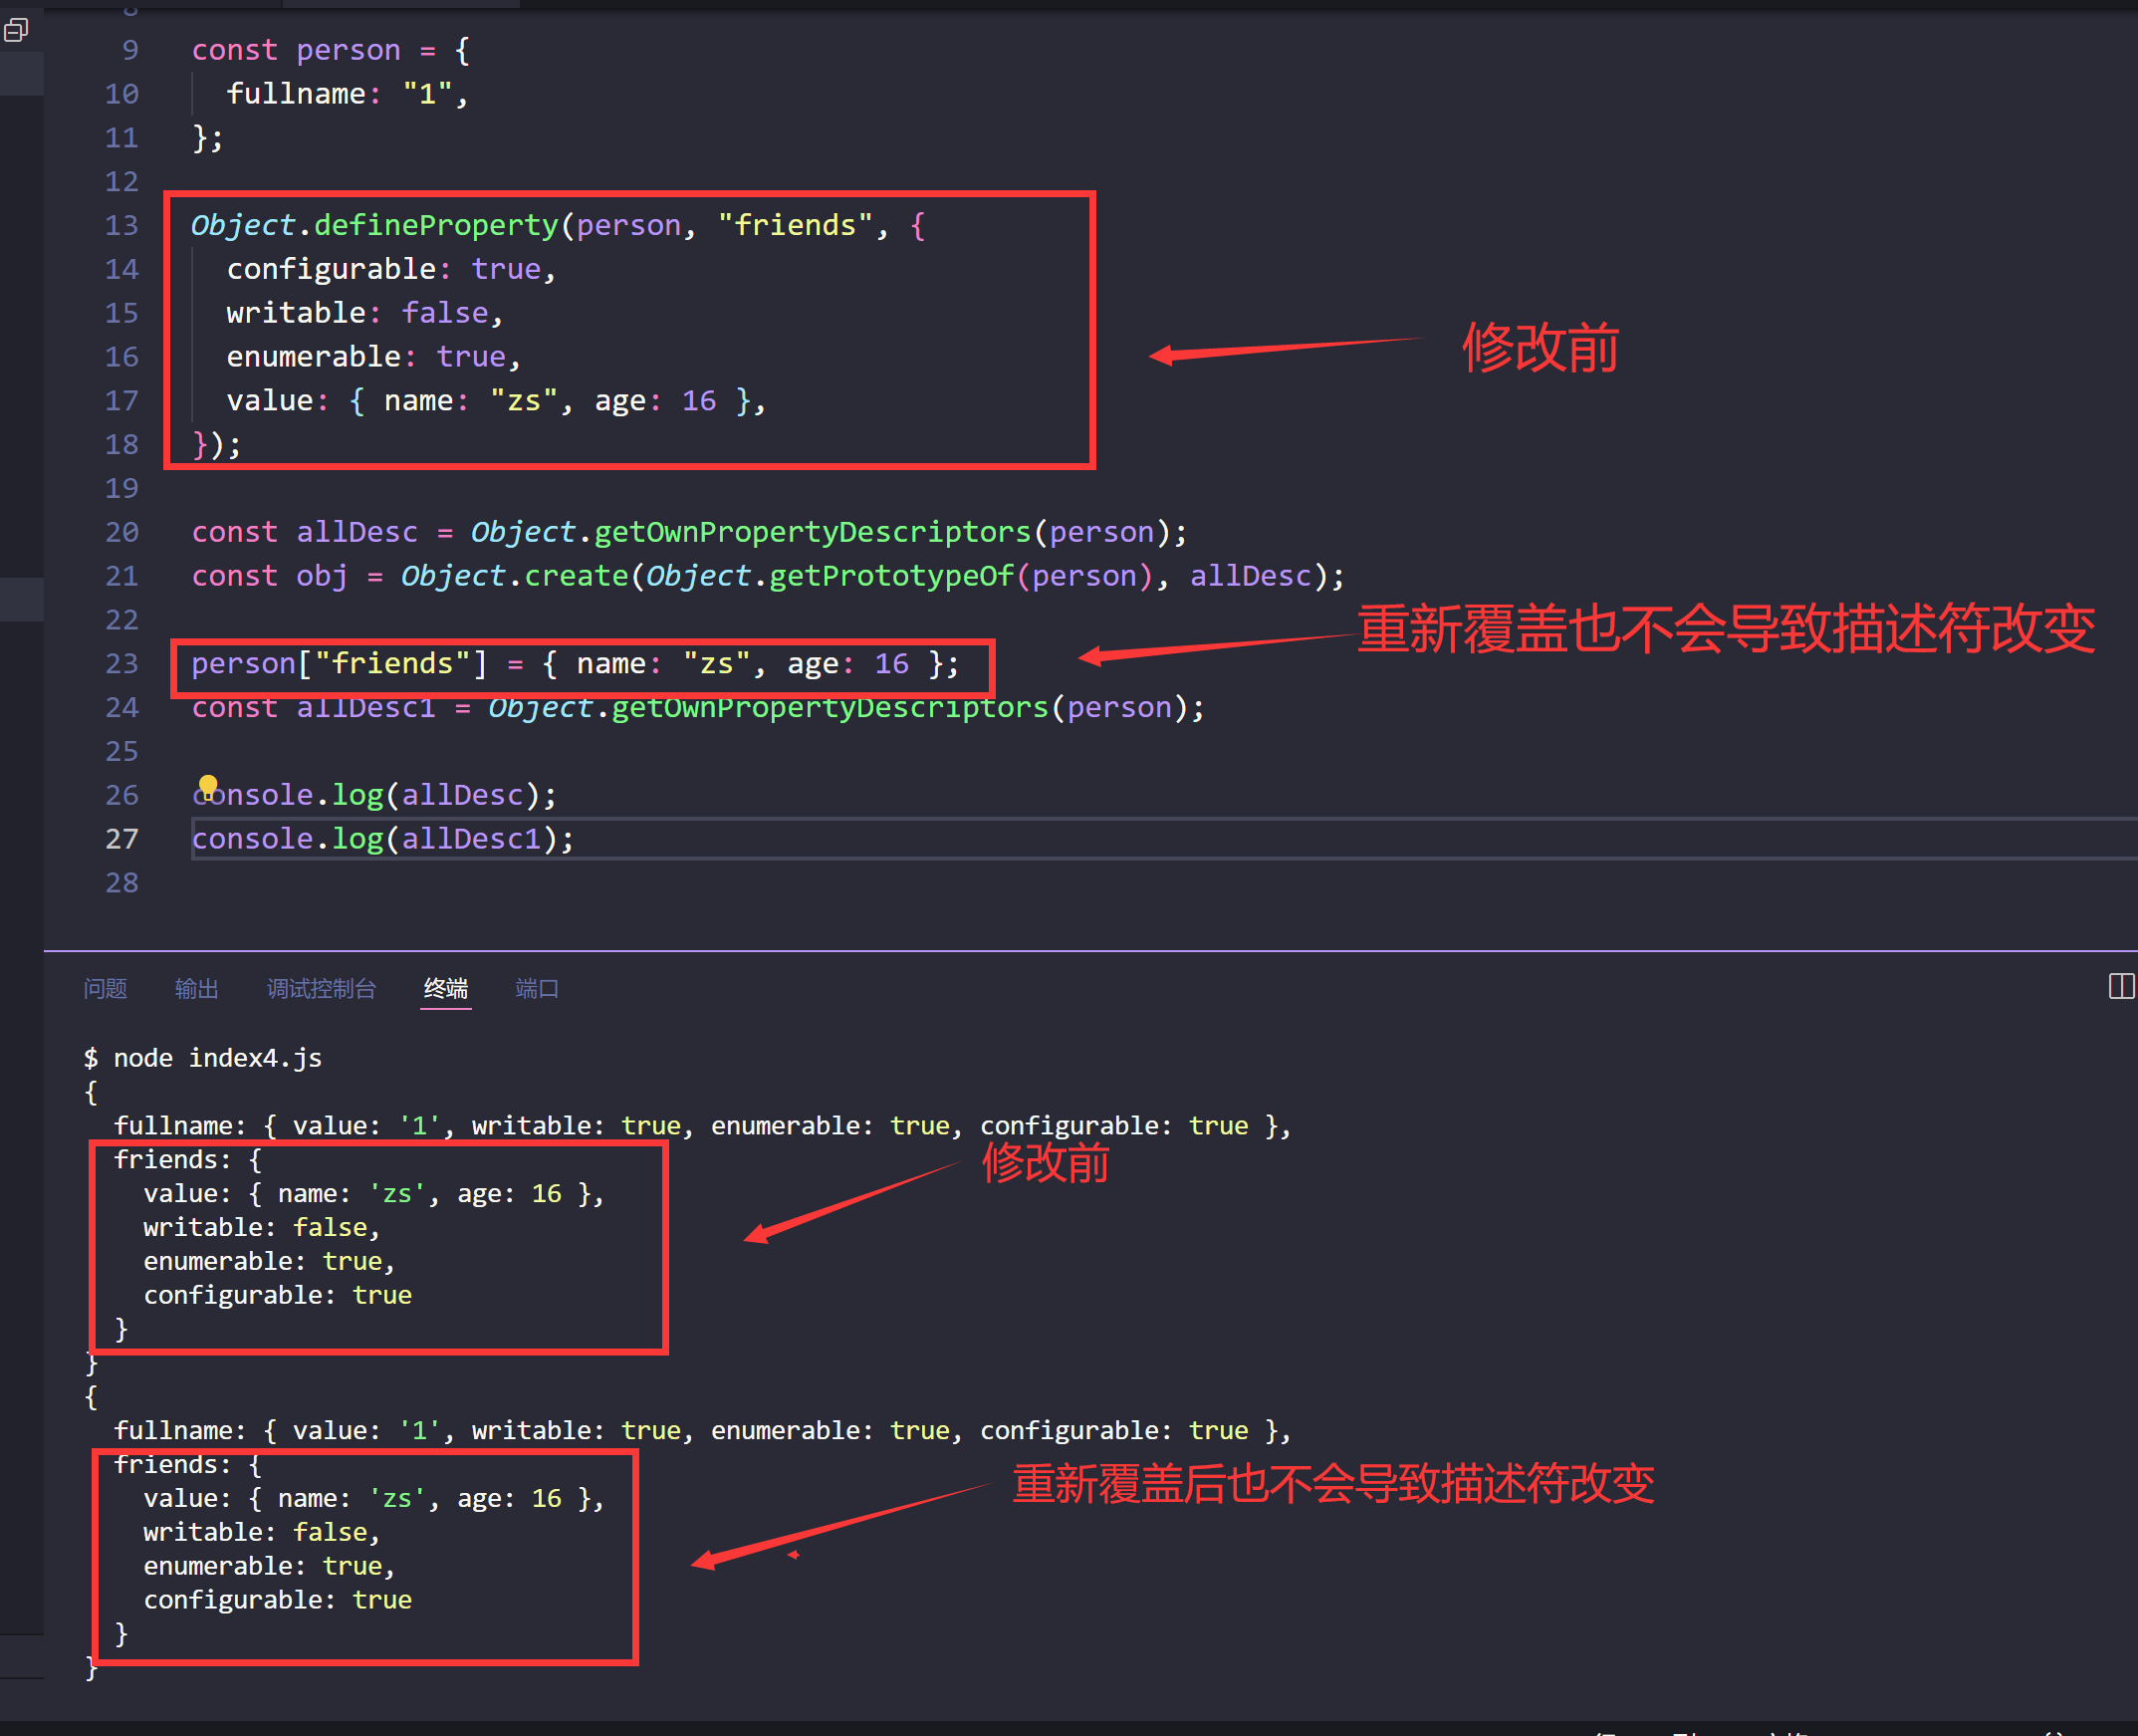 8
9 const person = {
10 fullname: "1",
11 };
12
13 Object.defineProperty(person, "friends", {
14 configurable: true,
15 writable: false,
16 enumerable: true,
修改前
17 value: { name: "zs", age: 16 },
18 });
19
20 const allDesc = Object.getOwnPropertyDescriptors(person);
21 const obj = Object.create(Object.getPrototypeOf(person), allDesc);
22
重新覆盖也不会导致描述符改变
23 person["friends"] = { name: "zs", age: 16 };
24 const allDesc1 = Object.getOwnPropertyDescriptors(person);
25
26 console.log(allDesc);
27 console.log(allDesc1);
28
问题 输出 调试控制台 终端 端口
$ node index4.js
{
fullname: { value: '1', writable: true, enumerable: true, configurable: true },
friends: {
修改前
value: { name: 'zs', age: 16 },
writable: false,
enumerable: true,
configurable: true
}
}
{
fullname: { value: '1', writable: true, enumerable: true, configurable: true },
friends: {
重新覆盖后也不会导致描述符改变
value: { name: 'zs', age: 16 },
writable: false,
enumerable: true,
configurable: true
}
}